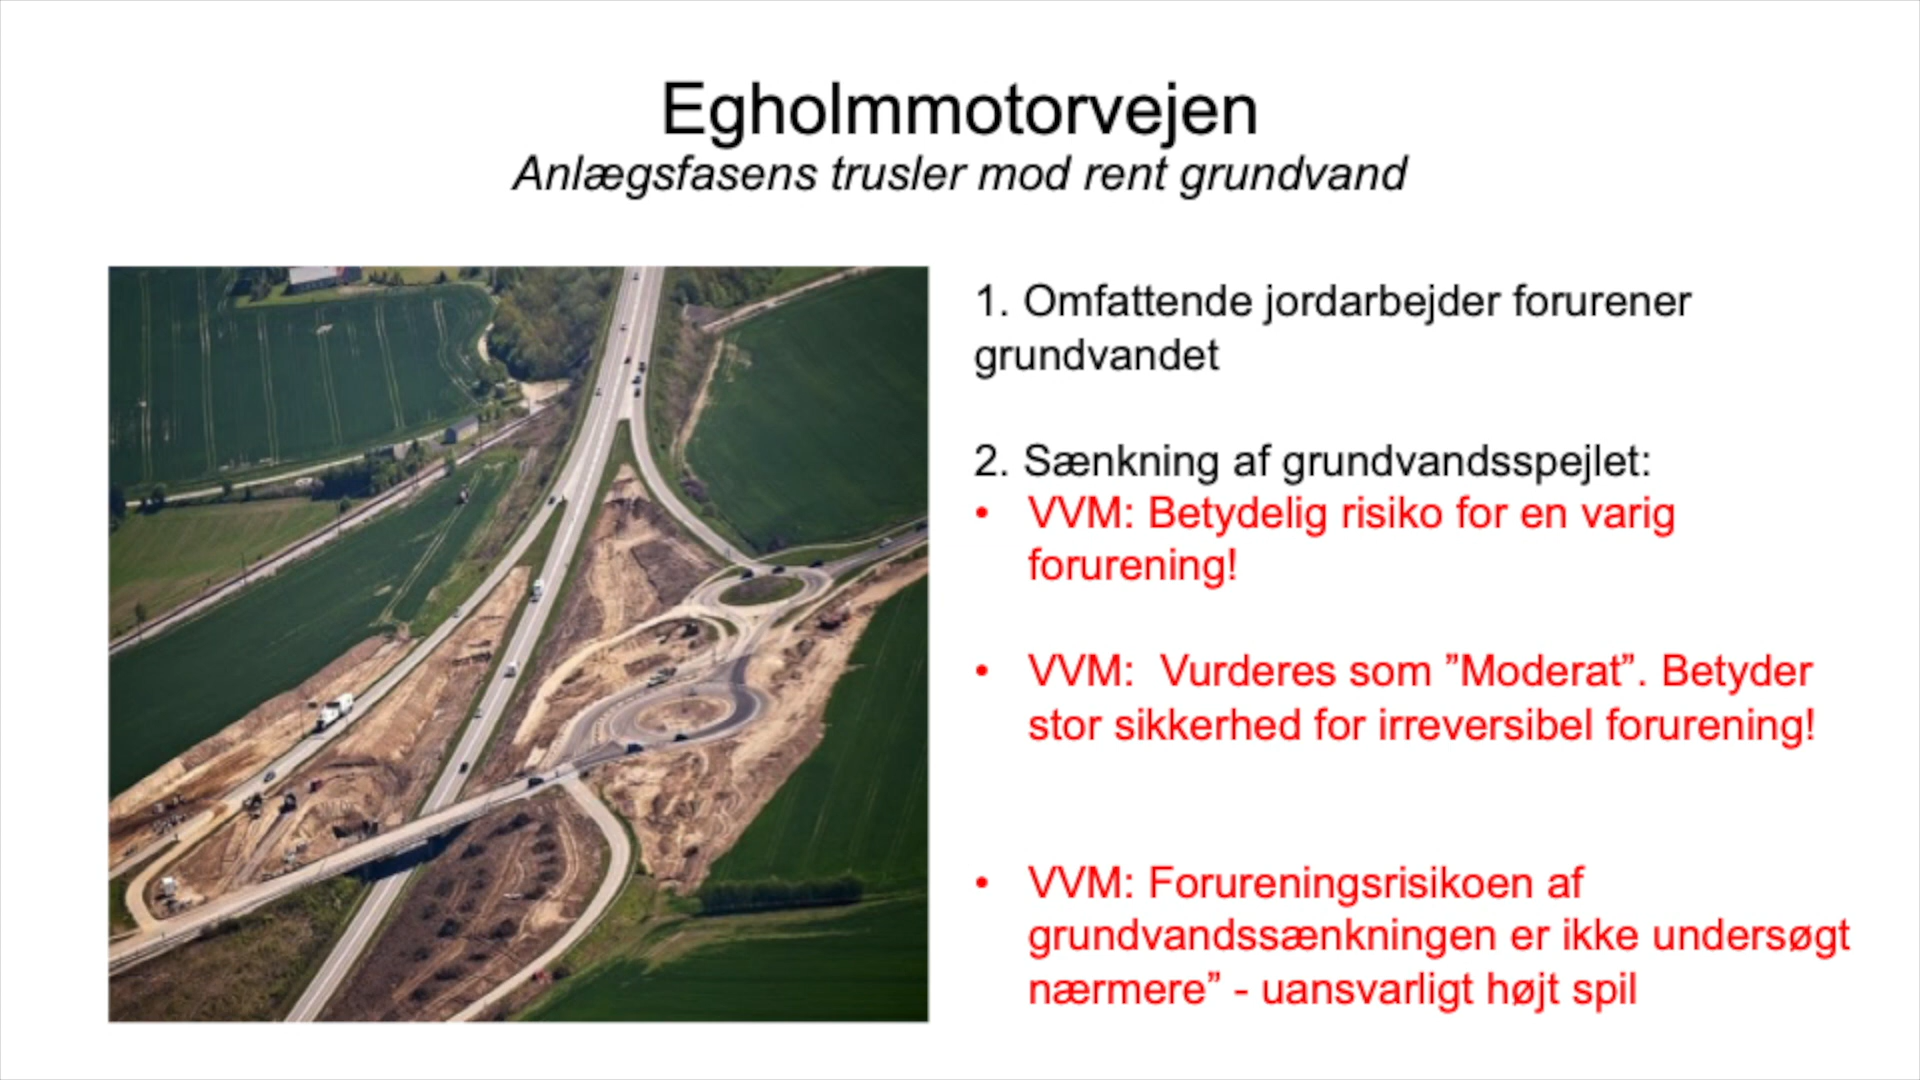 Egholmmotorvejen
Anlægsfasens trusler mod rent grundvand
1. Omfattende jordarbejder forurener
grundvandet
2. Sænkning af grundvandsspejlet:
• VVM: Betydelig risiko for en varig
forurening!
• VVM:  Vurderes som ”Moderat”. Betyder
stor sikkerhed for irreversibel forurening!
• VVM: Forureningsrisikoen af
grundvandssænkningen er ikke undersøgt
nærmere” - uansvarligt højt spil